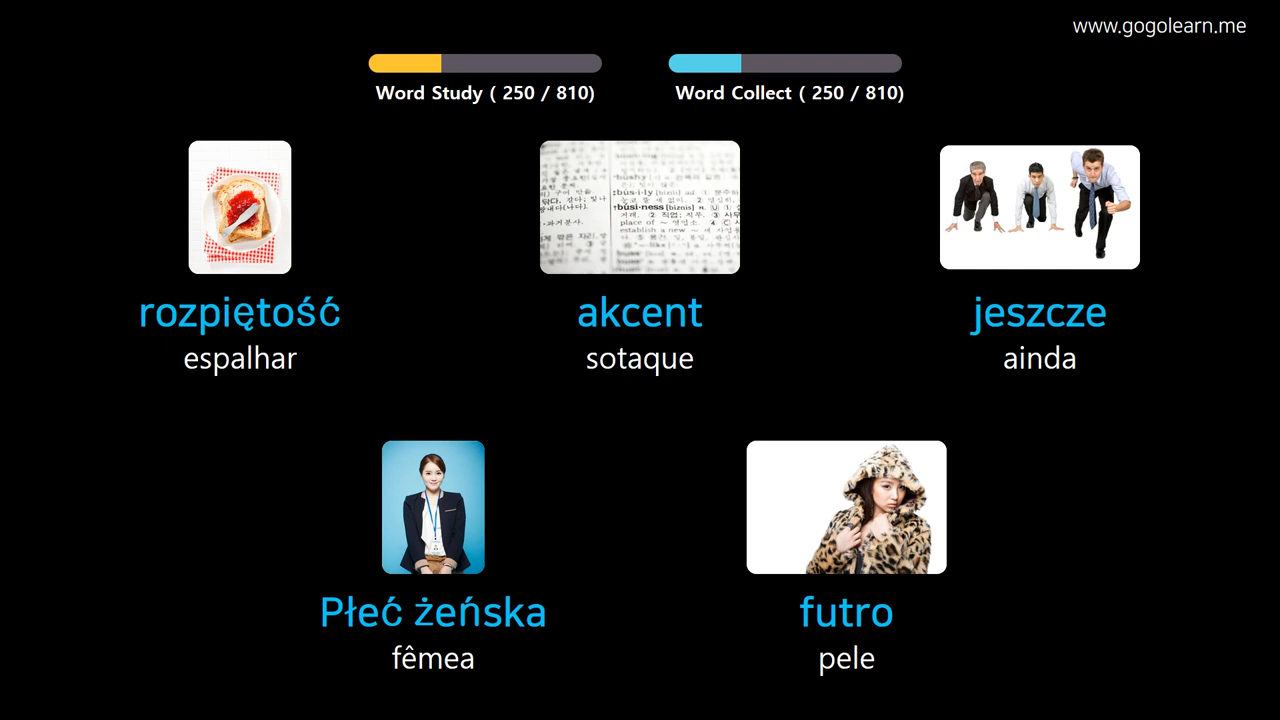 www.gogolearn.me
Word Study ( 250 / 810)
Word Collect ( 250 / 810)
rozpiętość
espalhar
akcent
sotaque
jeszcze
ainda
Płeć żeńska
fêmea
futro
pele